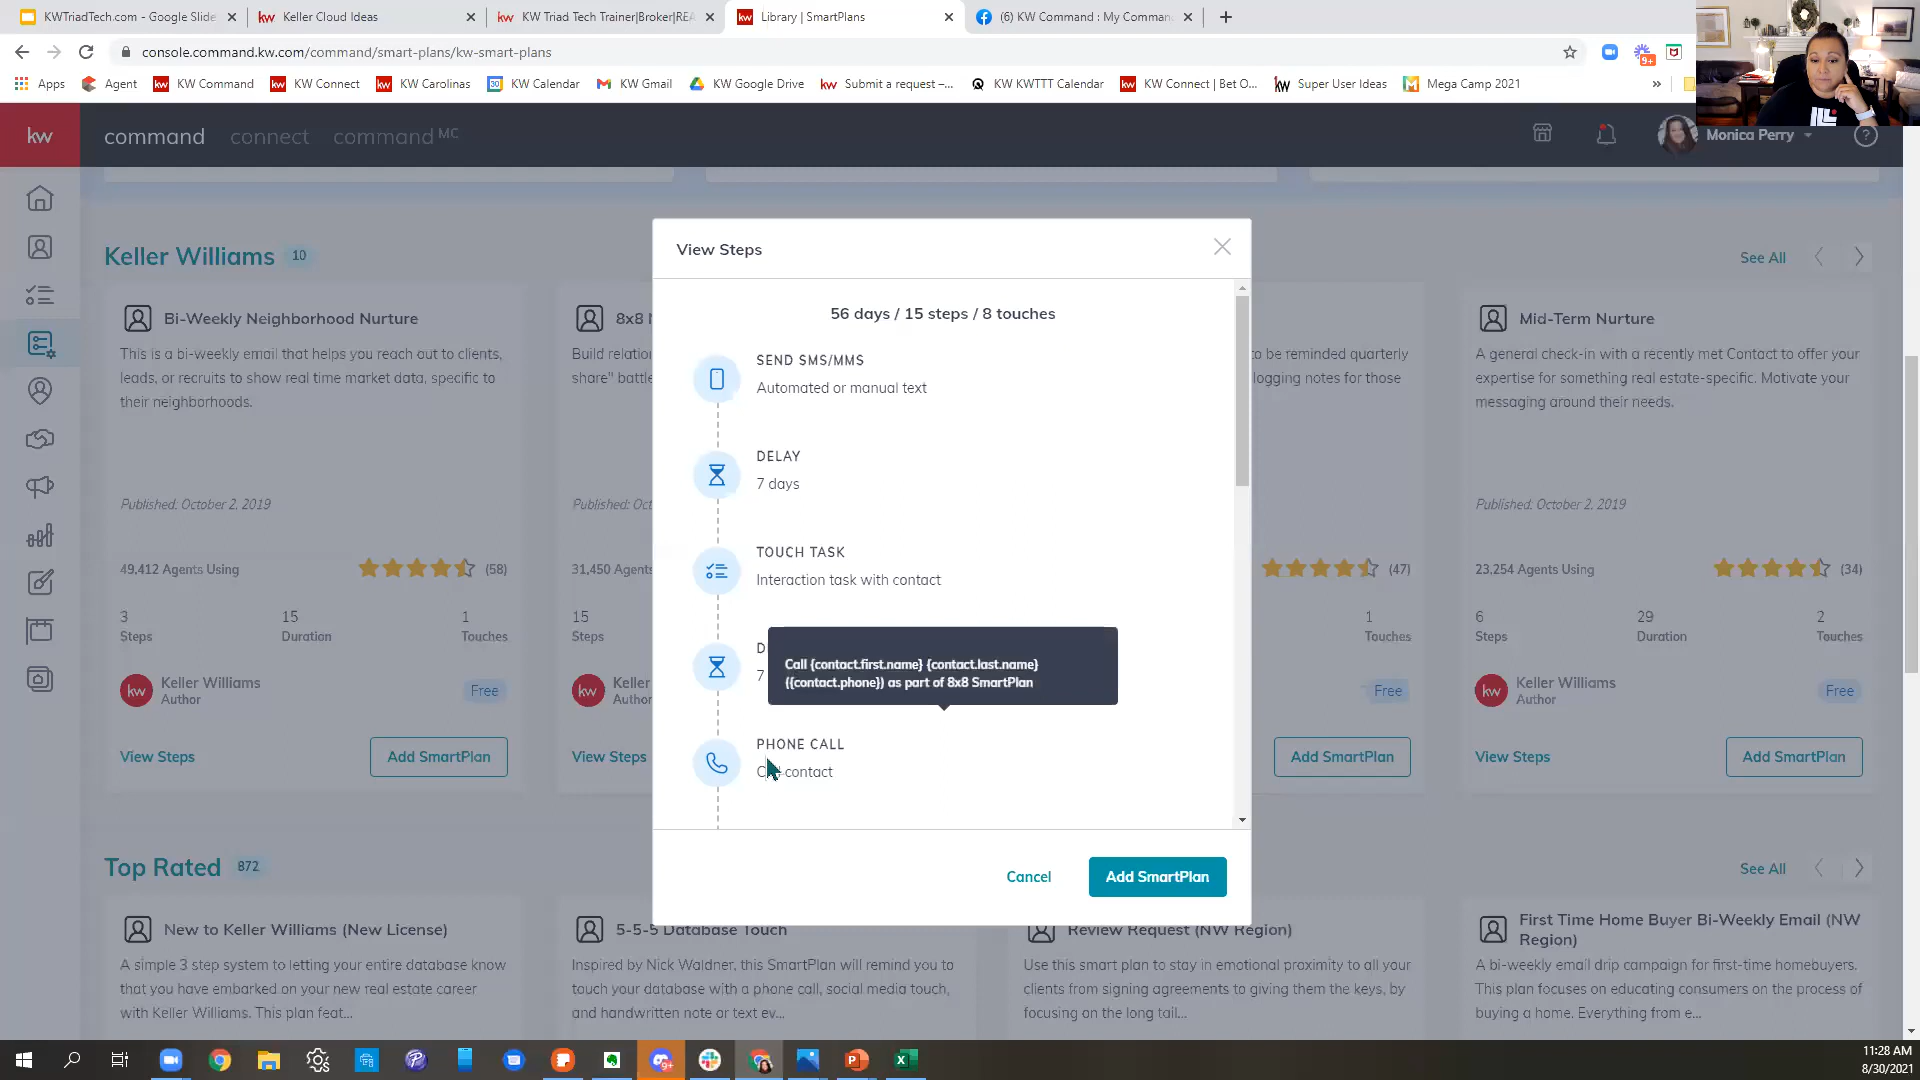 KWTriadTech.com - Google Slide
Keller Cloud Ideas
KW Triad Tech Trainer|Broker|REA
Library | SmartPlans
(6) KW Command : My Comman
console.command.kw.com/command/smart-plans/kw-smart-plans
9+
Apps
Agent
KW Command
KW Connect
KW Carolinas
KW Calendar
KW Gmail
KW Google Drive
Submit a request –...
KW KWTTT Calendar
KW Connect | Bet O...
Super User Ideas
Mega Camp 2021
kw
command
connect
command MC
Monica Perry
Keller Williams 10
See All
Bi-Weekly Neighborhood Nurture
This is a bi-weekly email that helps you reach out to clients,
leads, or recruits to show real time market data, specific to
their neighborhoods.
Published: October 2, 2019
49,412 Agents Using
(58)
3 15 1
Steps Duration Touches
Keller Williams
Author
Free
View Steps
Add SmartPlan
8x8
Build relatio
share" battl
Published: Oct
31,450 Agent
15
Steps
Keller
Author
View Steps
View Steps
56 days / 15 steps / 8 touches
SEND SMS/MMS
Automated or manual text
DELAY
7 days
TOUCH TASK
Interaction task with contact
D
7
Call {contact.first.name} {contact.last.name}
({contact.phone}) as part of 8x8 SmartPlan
PHONE CALL
Call contact
Cancel
Add SmartPlan
to be reminded quarterly
logging notes for those
(47)
1
Touches
Free
Add SmartPlan
Mid-Term Nurture
A general check-in with a recently met Contact to offer your
expertise for something real estate-specific. Motivate your
messaging around their needs.
Published: October 2, 2019
23,254 Agents Using
(34)
6 29 2
Steps Duration Touches
Keller Williams
Author
Free
View Steps
Add SmartPlan
Top Rated 872
See All
New to Keller Williams (New License)
A simple 3 step system to letting your entire database know
that you have embarked on your new real estate career
with Keller Williams. This plan feat...
5-5-5 Database Touch
Inspired by Nick Waldner, this SmartPlan will remind you to
touch your database with a phone call, social media touch,
and handwritten note or text ev...
Review Request (NW Region)
Use this smart plan to stay in emotional proximity to all your
clients from signing agreements to giving them the keys, by
focusing on the long tail...
First Time Home Buyer Bi-Weekly Email (NW
Region)
A bi-weekly email drip campaign for first-time homebuyers.
This plan focuses on educating consumers on the process of
buying a home. Everything from e...
11:28 AM
8/30/2021